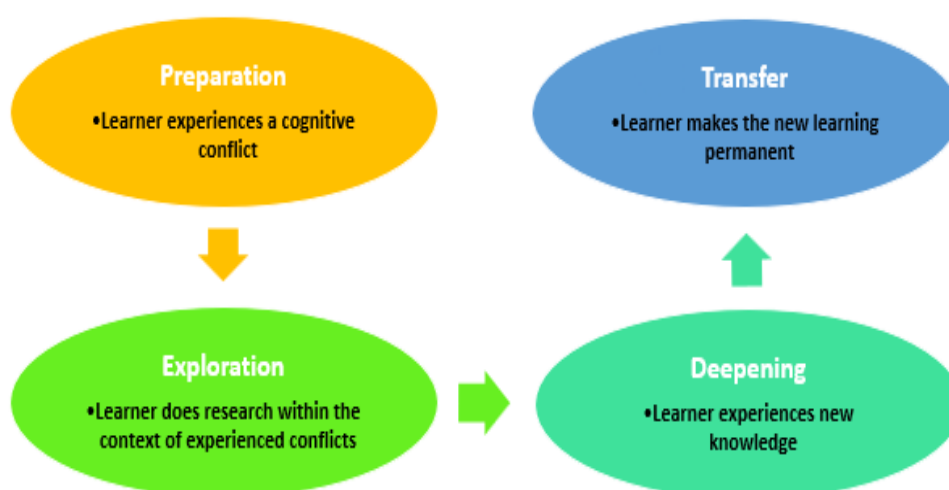 Preparation
•Learner experiences a cognitive
conflict
Exploration
•Learner does research within the
context of experienced conflicts
Deepening
•Learner experiences new
knowledge
Transfer
•Learner makes the new learning
permanent